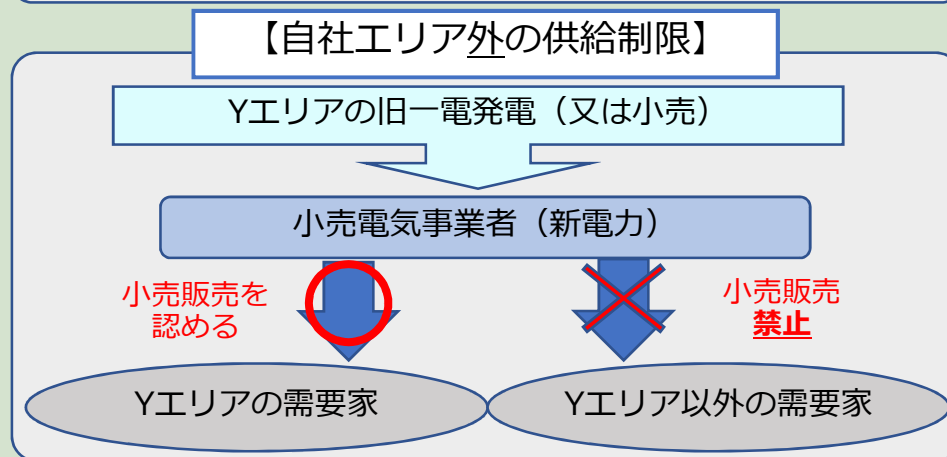 【自社エリア外の供給制限】
Yエリアの旧一電発電（又は小売）
小売電気事業者（新電力）
小売販売を
認める
小売販売
禁止
Yエリアの需要家
Yエリア以外の需要家